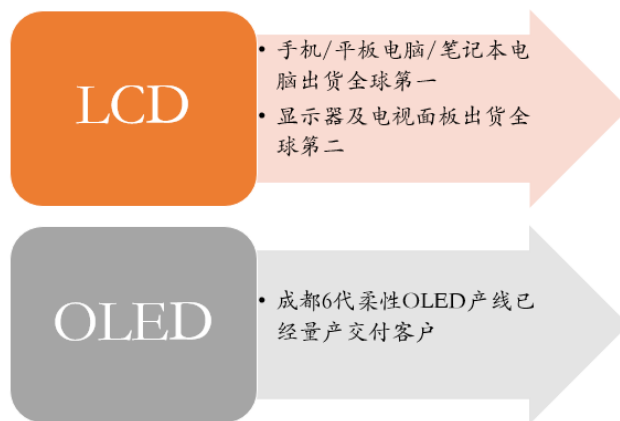 LCD
• 手机/平板电脑/笔记本电
脑出货全球第一
• 显示器及电视面板出货全
球第二
OLED
• 成都6代柔性OLED产线已
经量产交付客户